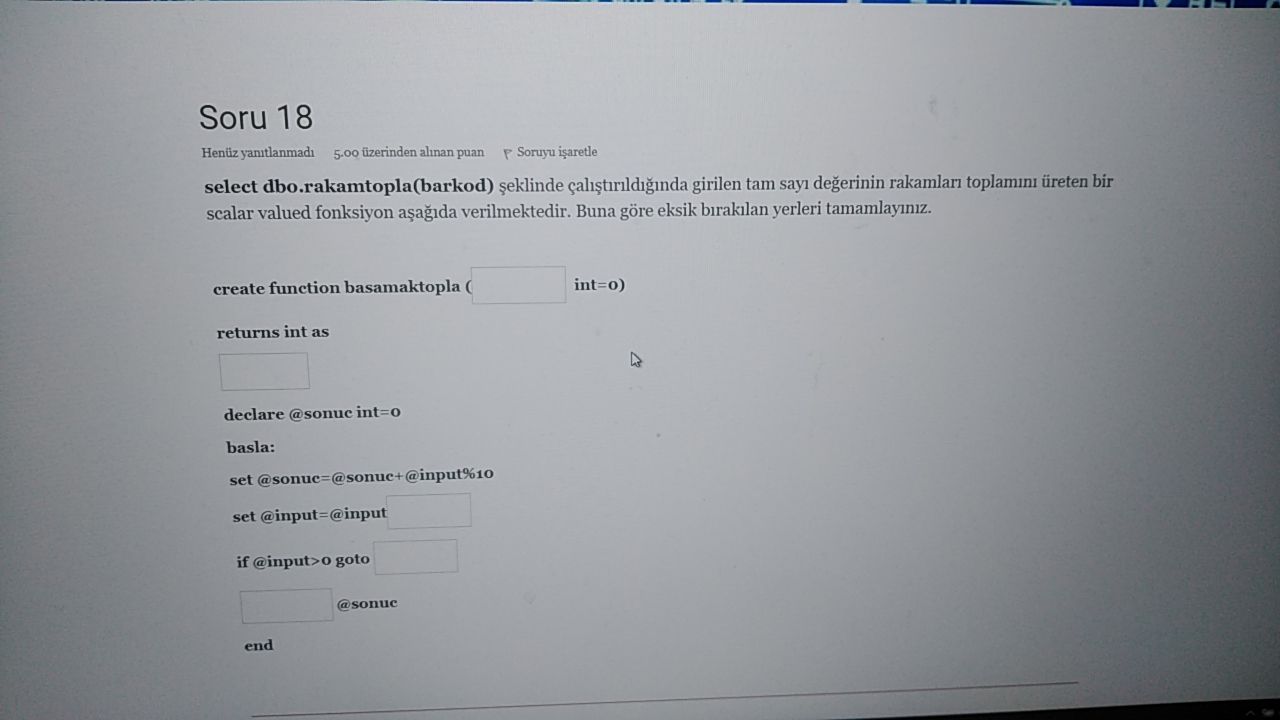 Soru 18
Henüz yanıtlanmadı 5.00 üzerinden alınan puan Soruyu işaretle
select dbo.rakamtopla(barkod) şeklinde çalıştırıldığında girilen tam sayı değerinin rakamları toplamını üreten bir
scalar valued fonksiyon aşağıda verilmektedir. Buna göre eksik bırakılan yerleri tamamlayınız.
create function basamaktopla ( int=0)
returns int as
declare @sonuc int=0
basla:
set @sonuc=@sonuc+@input%10
set @input=@input
if @input>0 goto
@sonuc
end